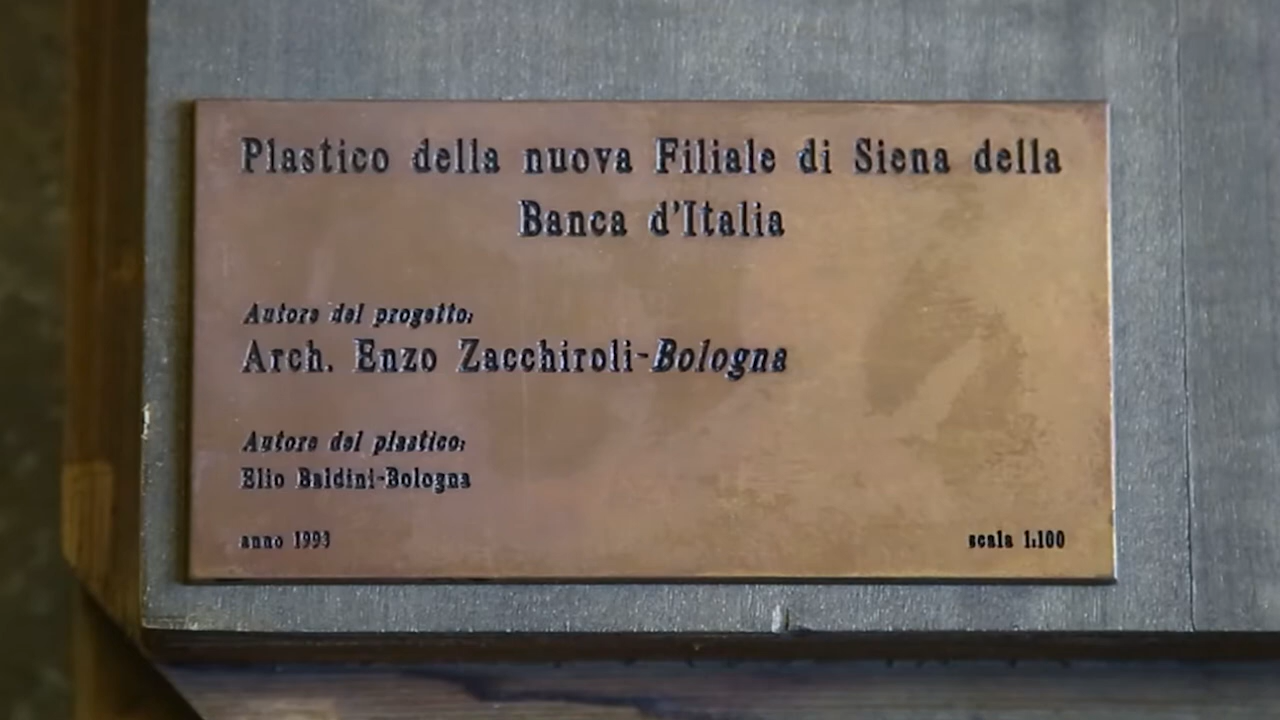 Plastico della nuova Filiale di Siena della
Banca d'Italia
Autore del progetto:
Arch. Enzo Zacchiroli-Bologna
Autore del plastico:
Elio Baldini-Bologna
anno 1993
scala 1:100